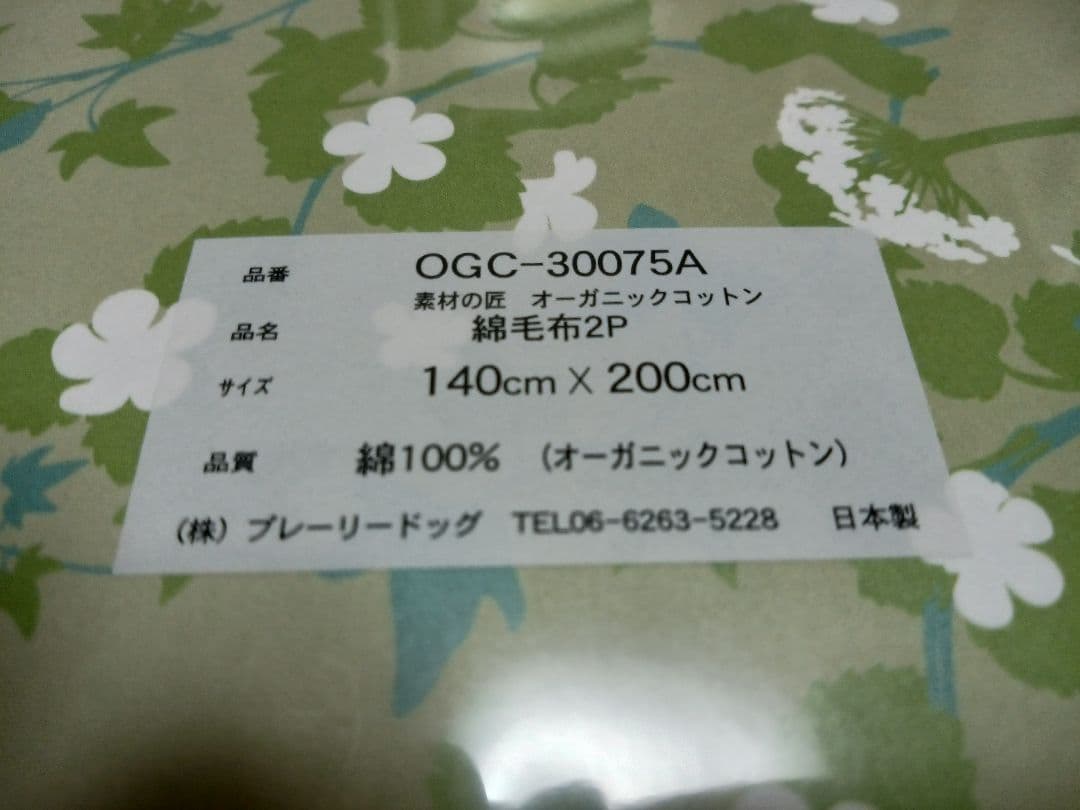 品番 OGC-30075A
素材の匠 オーガニックコットン
品名 綿毛布2P
サイズ 140cm X 200cm
品質 綿100% (オーガニックコットン)
(株) プレーリードッグ TEL06-6263-5228 日本製